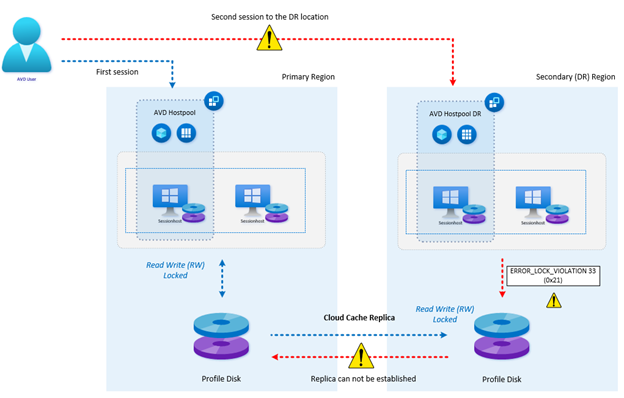 Second session to the DR location
AVD User
First session
Primary Region
Secondary (DR) Region
AVD Hostpool
AVD Hostpool DR
Sessionhost
Sessionhost
Sessionhost
Sessionhost
Read Write (RW)
Locked
ERROR_LOCK_VIOLATION 33
(0x21)
Read Write (RW)
Locked
Cloud Cache Replica
Replica can not be established
Profile Disk
Profile Disk